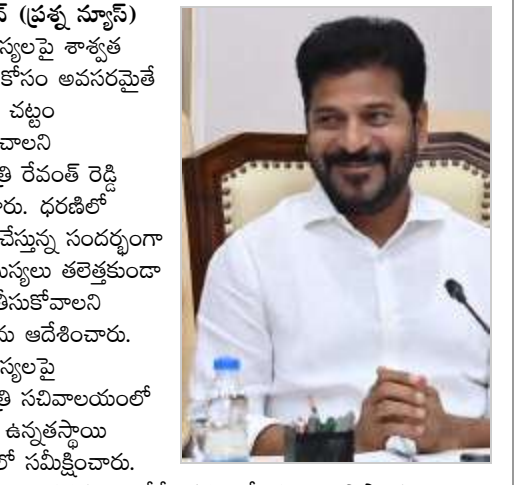 న్ (ప్రశ్న న్యూస్)
స్యలపై శాశ్వత
కోసం అవసరమైతే
చట్టం
చాలని
త్రి రేవంత్ రెడ్డి
రు. ధరణిలో
చేస్తున్న సందర్భంగా
స్యలు తలెత్తకుండా
తీసుకోవాలని
ను ఆదేశించారు.
స్యలపై
త్రి సచివాలయంలో
ఉన్నతస్థాయి
లో సమీక్షించారు.